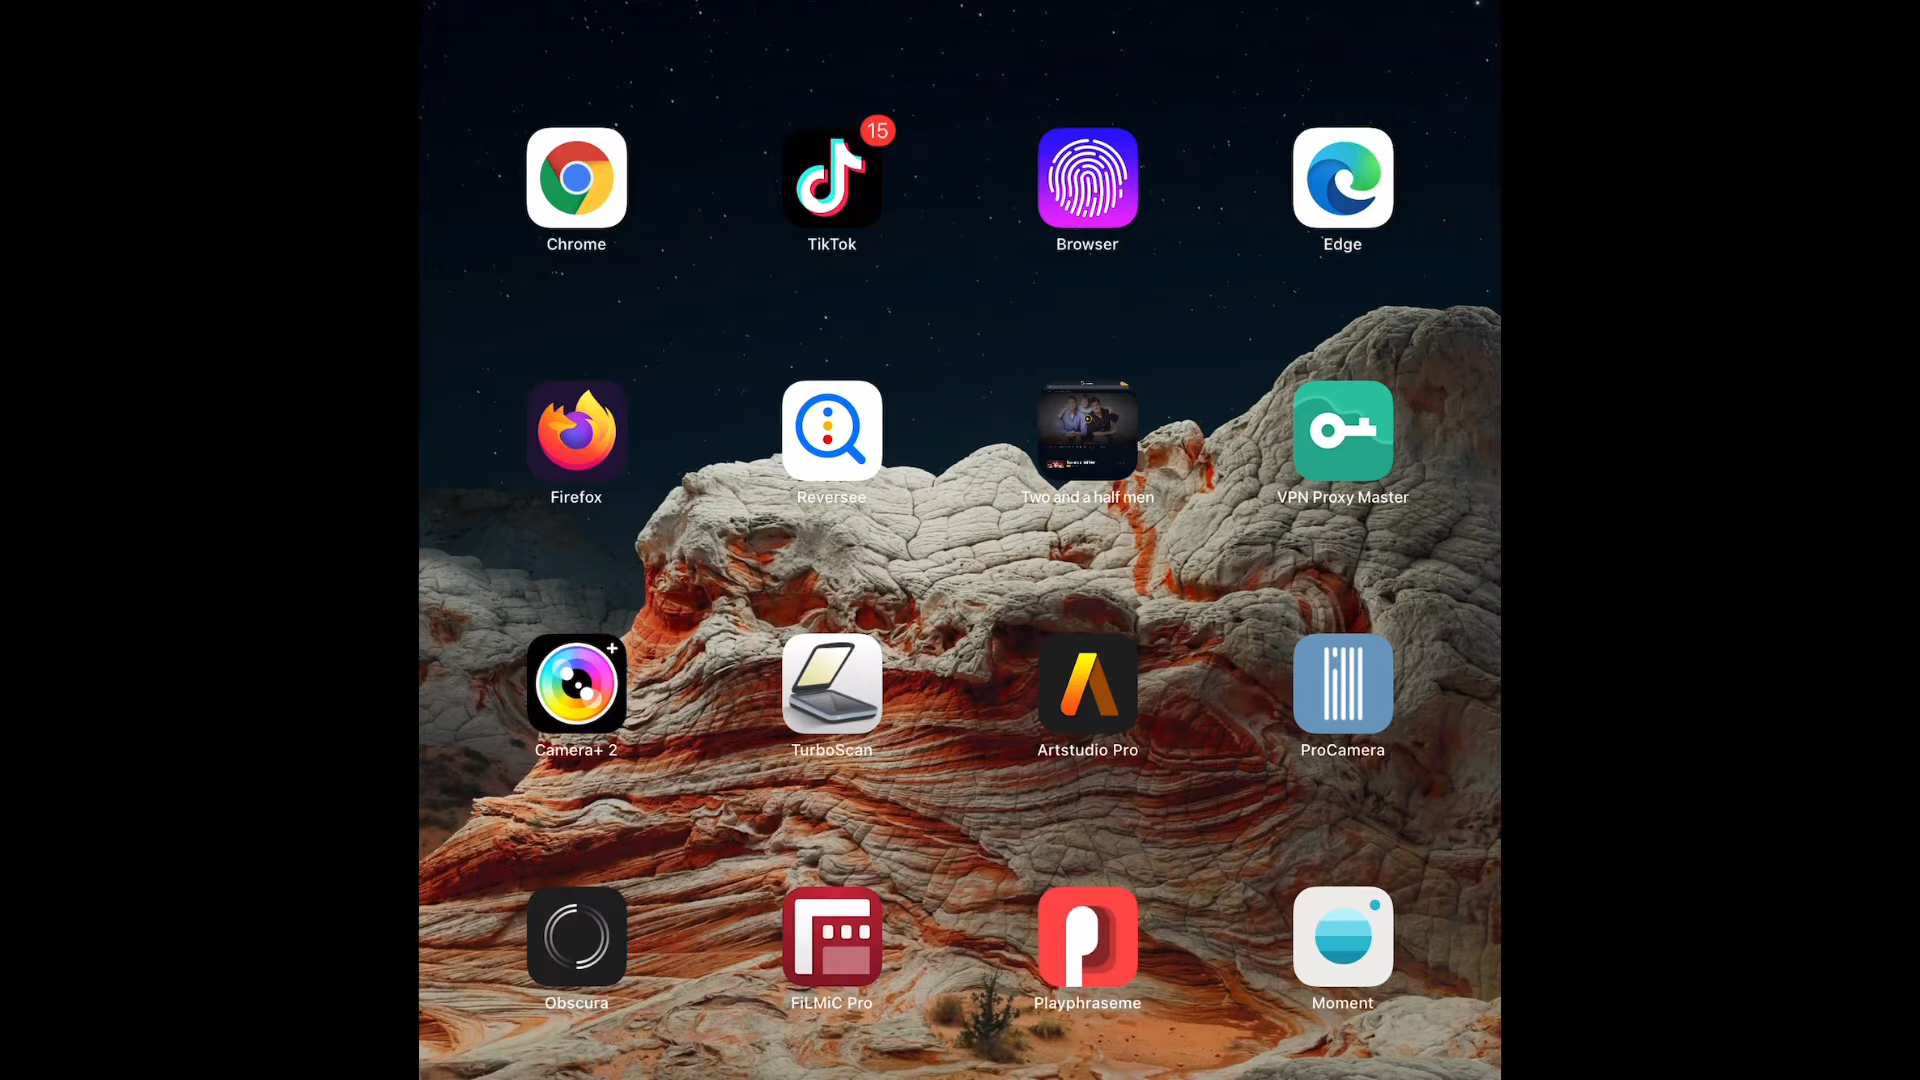 15
Chrome
TikTok
Browser
Edge
Firefox
Reversee
Two and a half men
VPN Proxy Master
Camera+ 2
TurboScan
Artstudio Pro
ProCamera
Obscura
FiLMiC Pro
Playphraseme
Moment